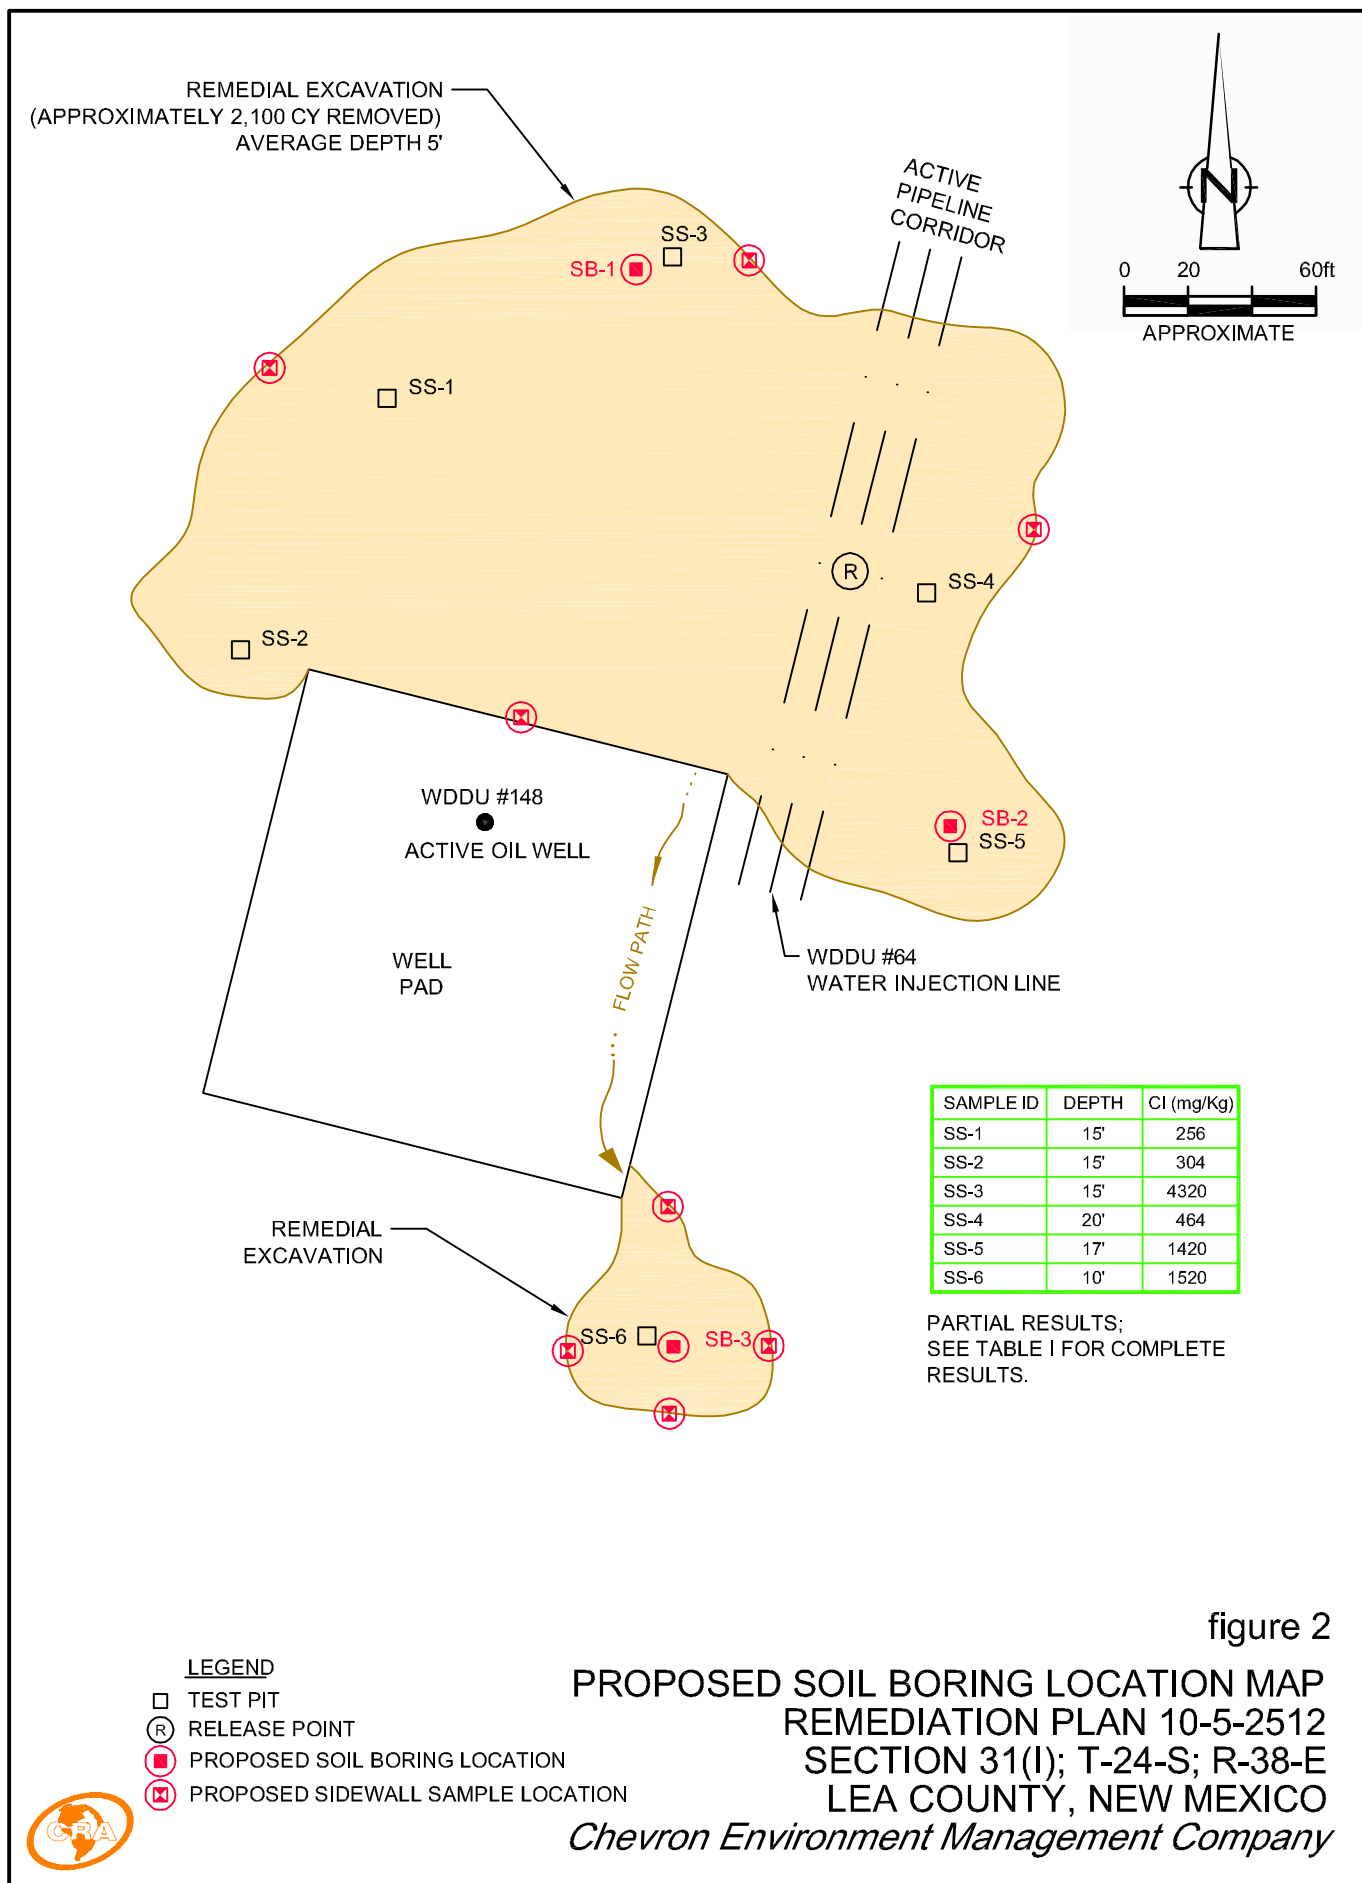 REMEDIAL EXCAVATION
(APPROXIMATELY 2,100 CY REMOVED)
AVERAGE DEPTH 5'
ACTIVE
PIPELINE
CORRIDOR
N
0 20 60ft
APPROXIMATE
SS-3
SB-1
SS-1
R
SS-4
SS-2
WDDU #148
ACTIVE OIL WELL
SB-2
SS-5
FLOW PATH
WELL
PAD
WDDU #64
WATER INJECTION LINE
SAMPLE ID DEPTH Cl (mg/Kg)
SS-1 15' 256
SS-2 15' 304
SS-3 15' 4320
SS-4 20' 464
SS-5 17' 1420
SS-6 10' 1520
PARTIAL RESULTS;
SEE TABLE I FOR COMPLETE
RESULTS.
REMEDIAL
EXCAVATION
SS-6
SB-3
figure 2
PROPOSED SOIL BORING LOCATION MAP
REMEDIATION PLAN 10-5-2512
SECTION 31(I); T-24-S; R-38-E
LEA COUNTY, NEW MEXICO
Chevron Environment Management Company
LEGEND
TEST PIT
R RELEASE POINT
PROPOSED SOIL BORING LOCATION
PROPOSED SIDEWALL SAMPLE LOCATION
CRA